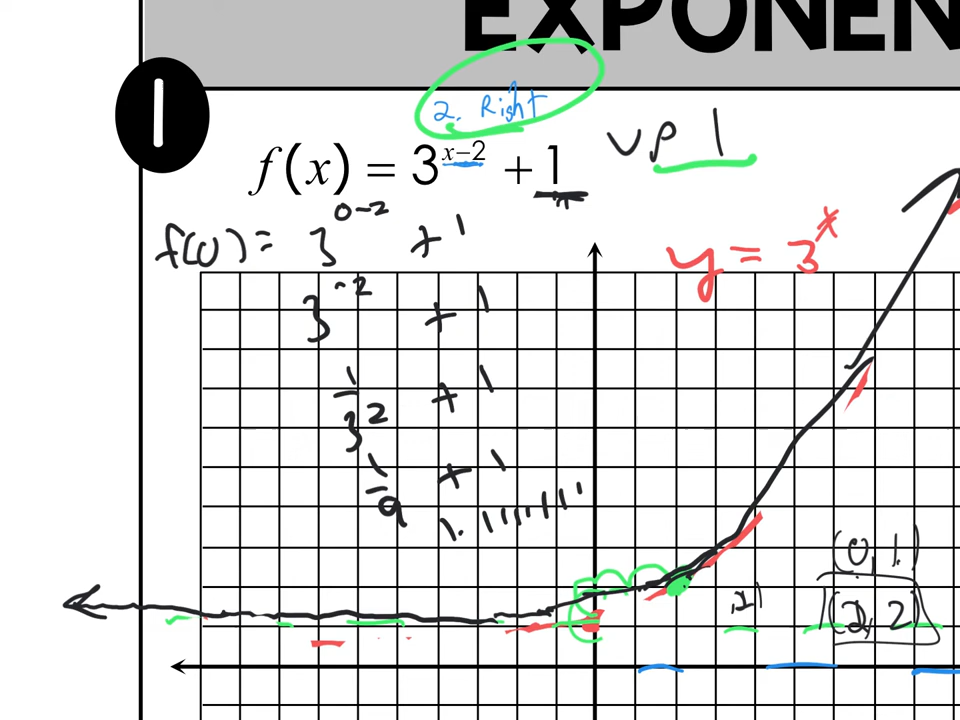 EXPONEN
1
2. Right
f(x) = 3^{x-2} + 1
up 1
f(0) = 3^{0-2} + 1
y = 3^x
3^{-2} + 1
1/3^2 + 1
1/9 + 1
1.1111111
(0, 1)
(2, 2)